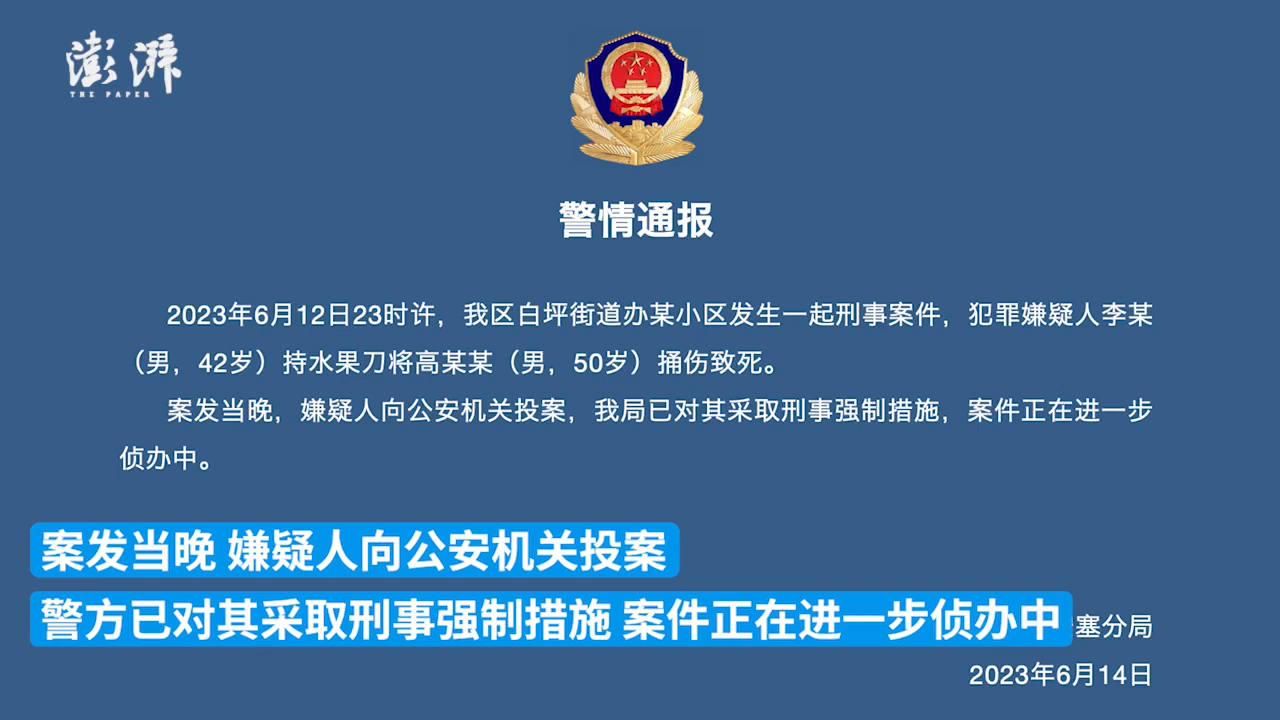 澎湃
THE PAPER
警情通报
2023年6月12日23时许，我区白坪街道办某小区发生一起刑事案件，犯罪嫌疑人李某
（男，42岁）持水果刀将高某某（男，50岁）捅伤致死。
案发当晚，嫌疑人向公安机关投案，我局已对其采取刑事强制措施，案件正在进一步
侦办中。
案发当晚 嫌疑人向公安机关投案
警方已对其采取刑事强制措施 案件正在进一步侦办中
塞分局
2023年6月14日